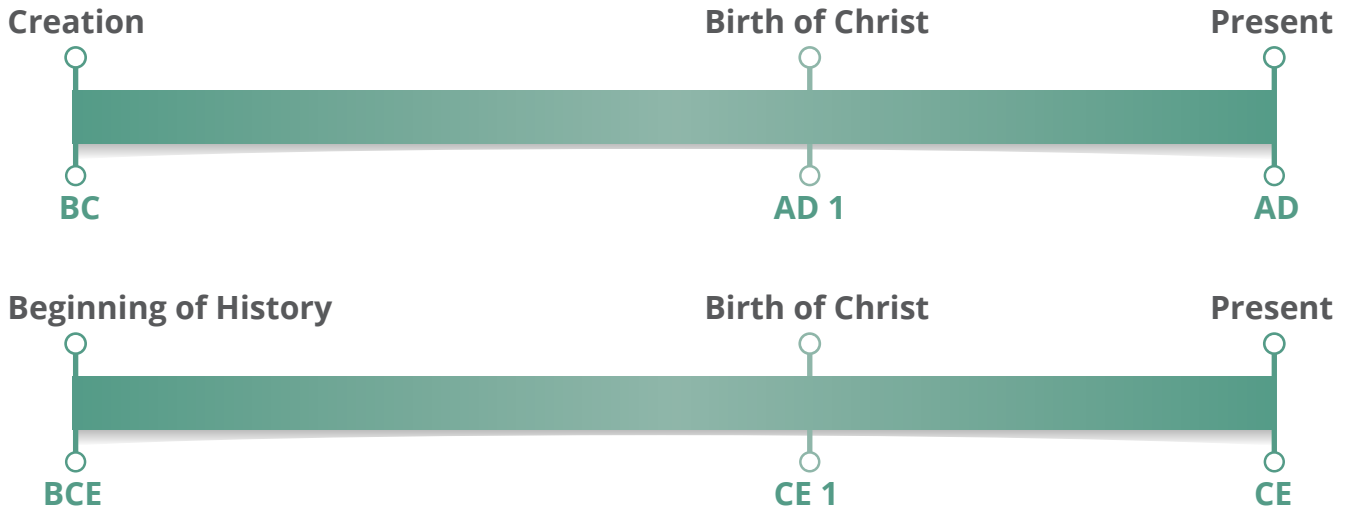 Creation Birth of Christ Present
BC AD 1 AD
Beginning of History Birth of Christ Present
BCE CE 1 CE